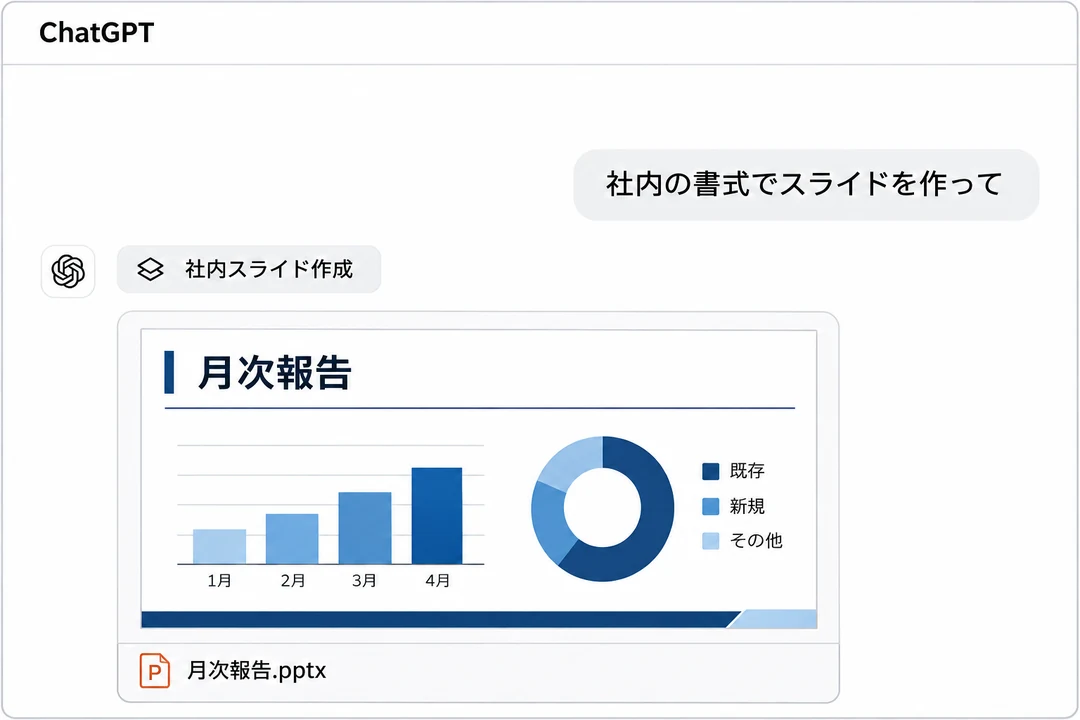 ChatGPT
社内の書式でスライドを作って
社内スライド作成
月次報告
1月 2月 3月 4月
既存
新規
その他
P 月次報告.pptx